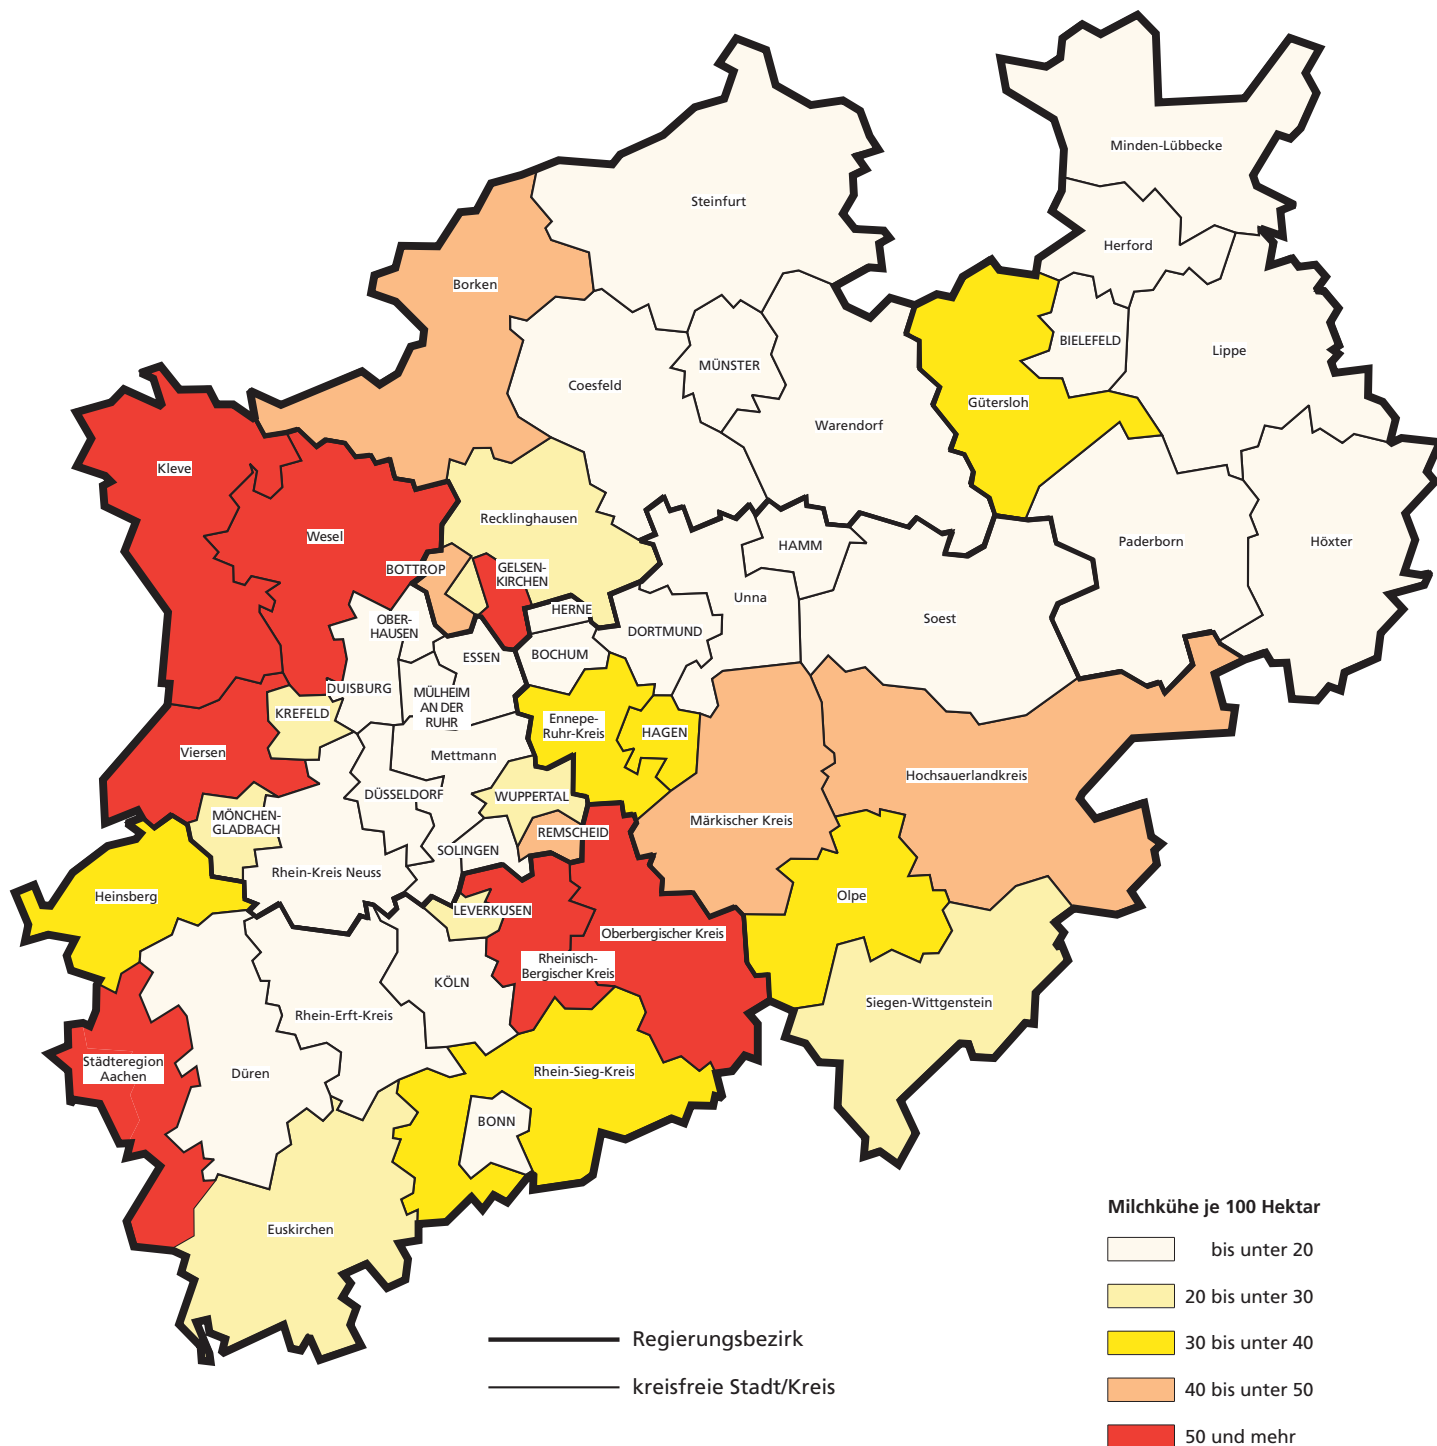 Minden-Lübbecke
Steinfurt
Herford
Borken
BIELEFELD
Lippe
MÜNSTER
Coesfeld
Gütersloh
Warendorf
Kleve
Recklinghausen
Wesel
HAMM
Paderborn
Höxter
BOTTROP
GELSEN-
KIRCHEN
Unna
HERNE
Soest
OBER-
HAUSEN
DORTMUND
ESSEN
BOCHUM
DUISBURG
MÜLHEIM
AN DER
RUHR
KREFELD
Ennepe-
Ruhr-Kreis
HAGEN
Viersen
Mettmann
Hochsauerlandkreis
DÜSSELDORF
WUPPERTAL
MÖNCHEN-
GLADBACH
Märkischer Kreis
REMSCHEID
SOLINGEN
Rhein-Kreis Neuss
Heinsberg
Olpe
LEVERKUSEN
Oberbergischer Kreis
Rheinisch-
Bergischer Kreis
KÖLN
Siegen-Wittgenstein
Rhein-Erft-Kreis
Städteregion
Aachen
Düren
Rhein-Sieg-Kreis
BONN
Euskirchen
Milchkühe je 100 Hektar
bis unter 20
20 bis unter 30
30 bis unter 40
40 bis unter 50
50 und mehr
Regierungsbezirk
kreisfreie Stadt/Kreis